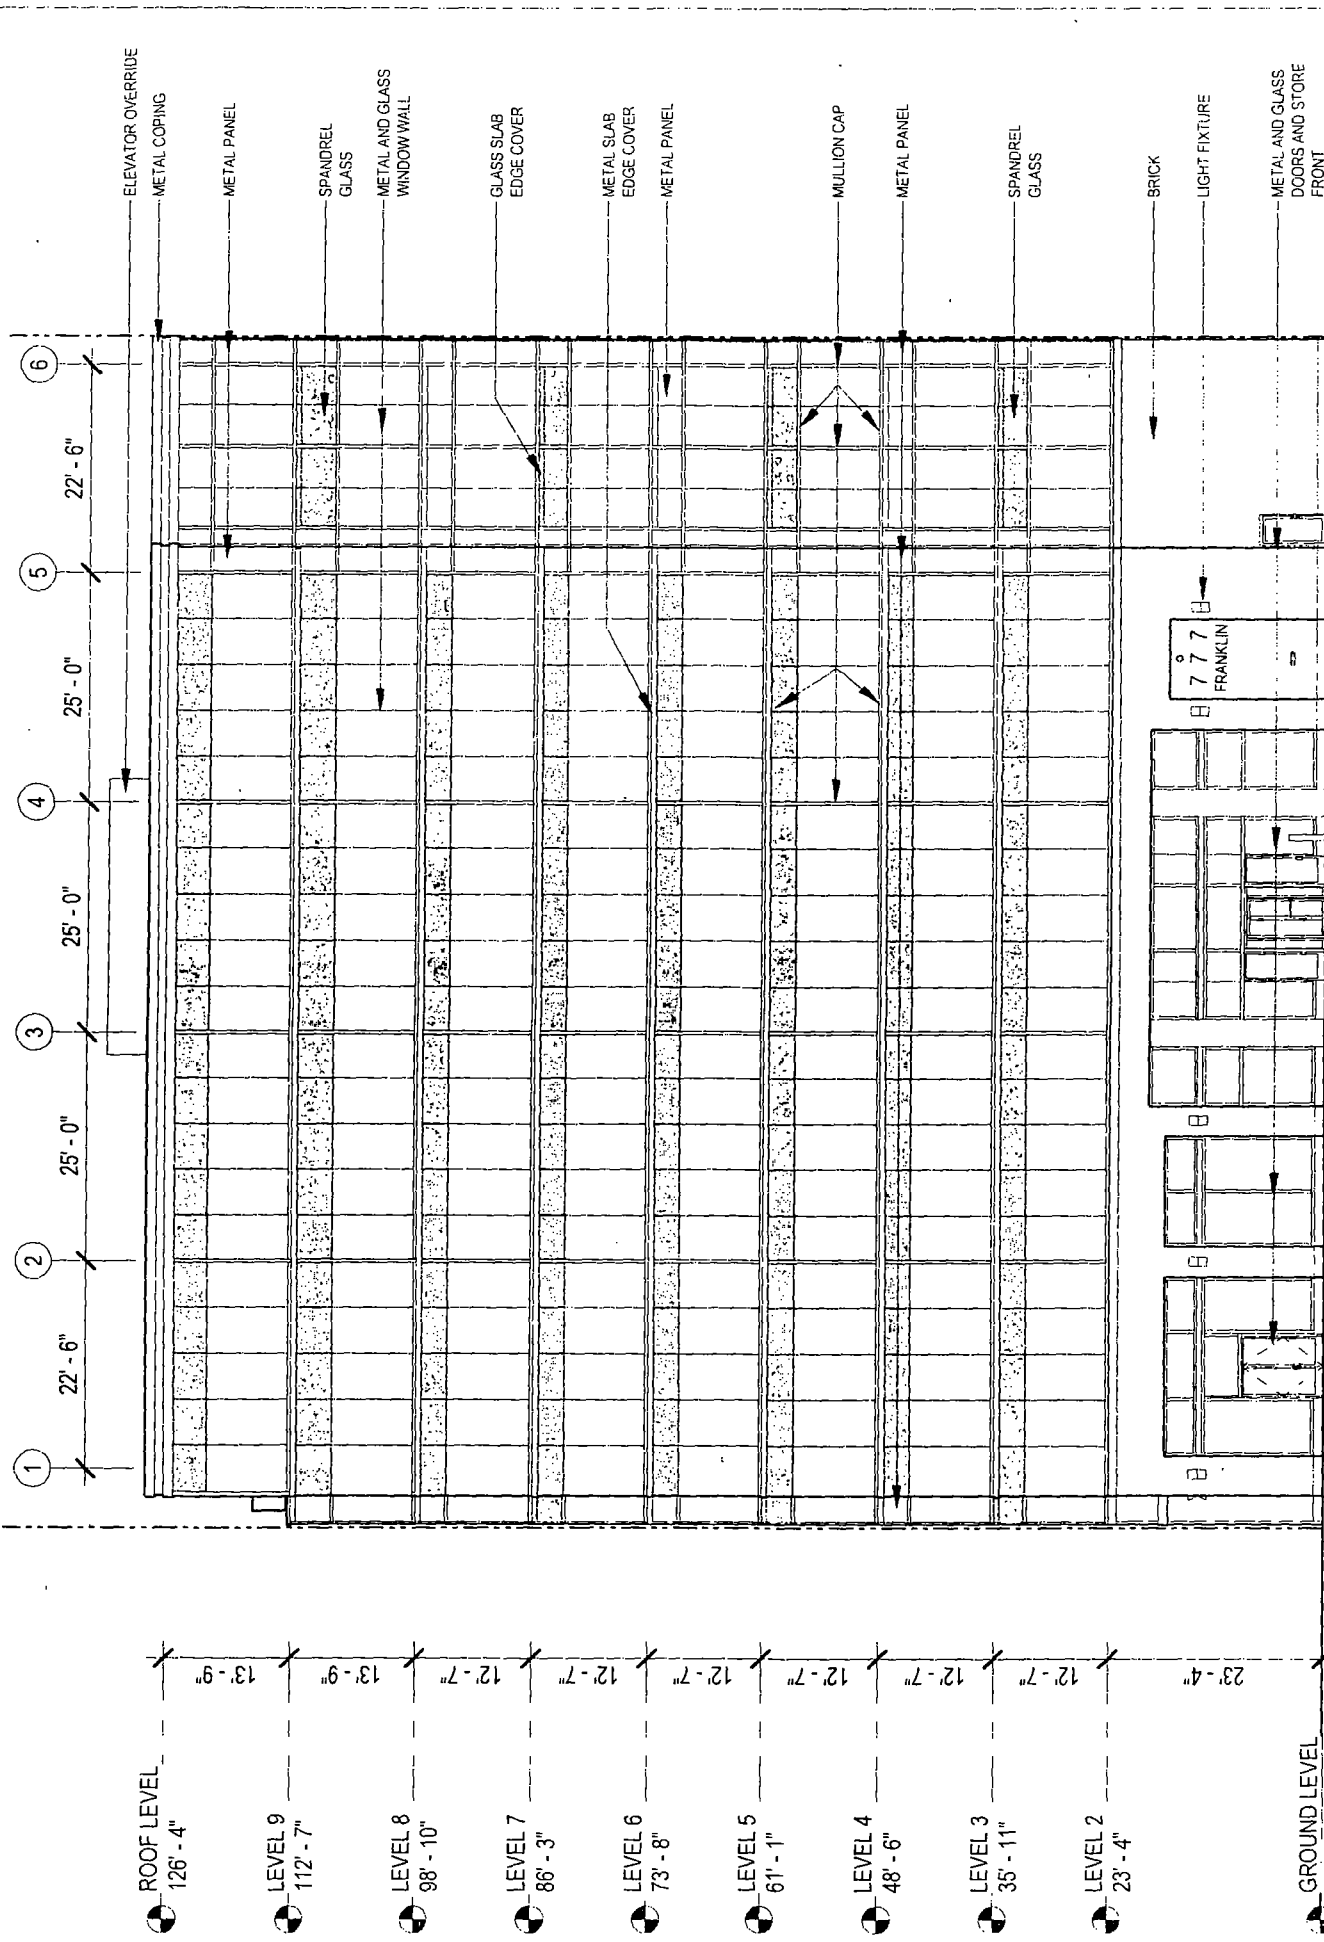 6
5
4
3
2
1
22' - 6"
25' - 0"
25' - 0"
25' - 0"
22' - 6"
ELEVATOR OVERRIDE
METAL COPING
METAL PANEL
SPANDREL
GLASS
METAL AND GLASS
WINDOW WALL
GLASS SLAB
EDGE COVER
METAL SLAB
EDGE COVER
METAL PANEL
MULLION CAP
METAL PANEL
SPANDREL
GLASS
BRICK
LIGHT FIXTURE
METAL AND GLASS
DOORS AND STORE
FRONT
7 7 7
FRANKLIN
13' - 9"
13' - 9"
12' - 7"
12' - 7"
12' - 7"
12' - 7"
12' - 7"
12' - 7"
23' - 4"
ROOF LEVEL
126' - 4"
LEVEL 9
112' - 7"
LEVEL 8
98' - 10"
LEVEL 7
86' - 3"
LEVEL 6
73' - 8"
LEVEL 5
61' - 1"
LEVEL 4
48' - 6"
LEVEL 3
35' - 11"
LEVEL 2
23' - 4"
GROUND LEVEL